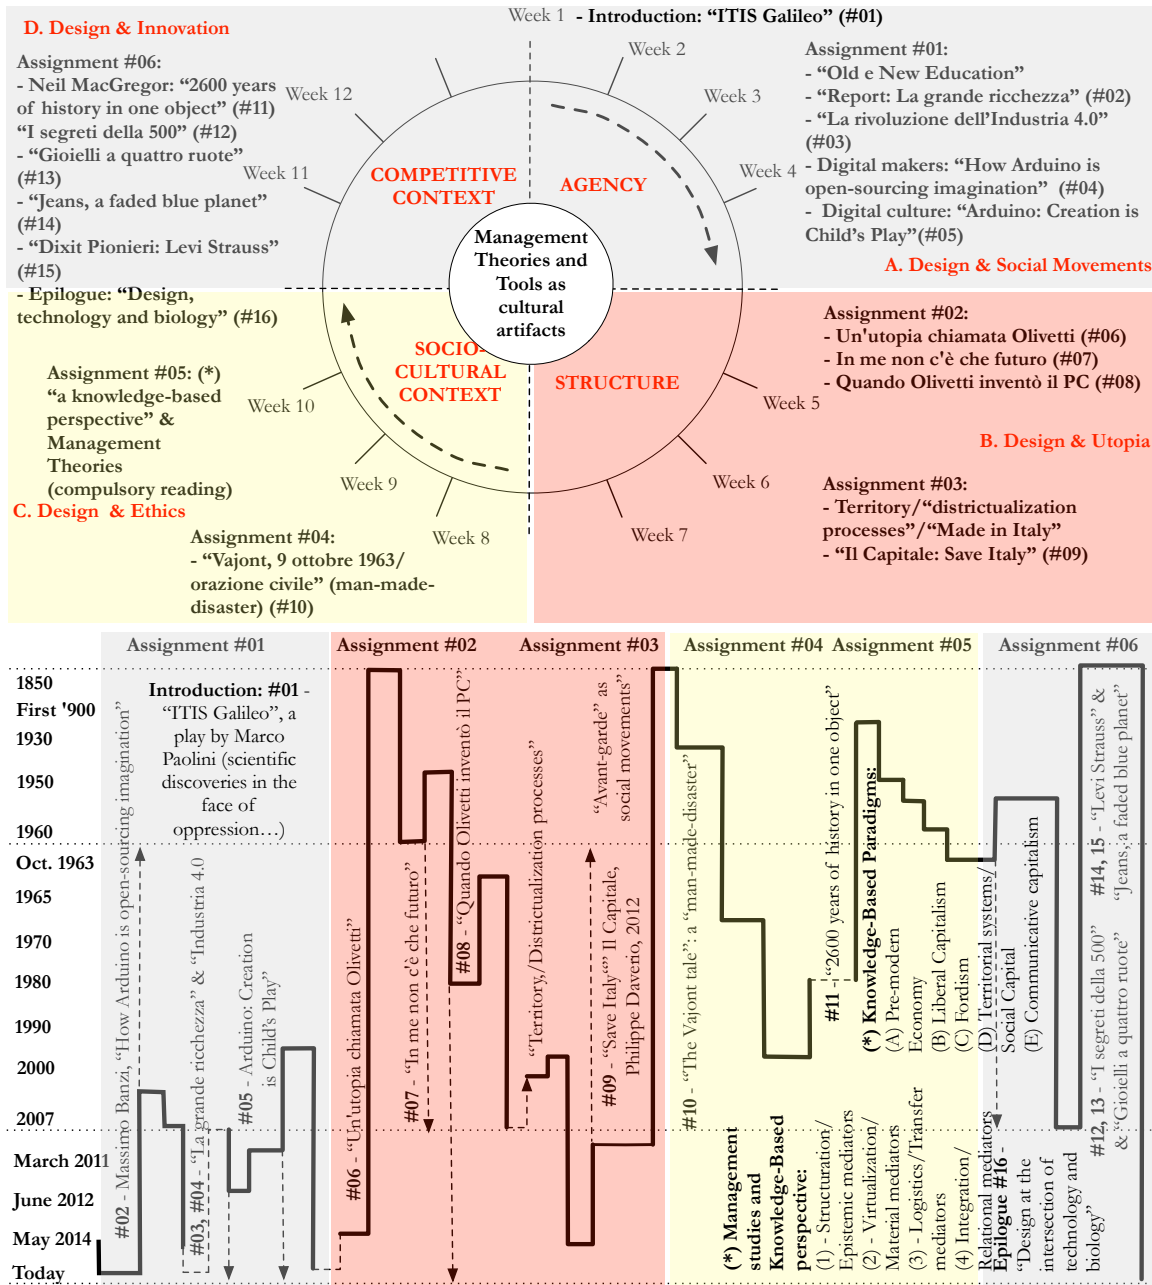 D. Design & Innovation
Assignment #06:
- Neil MacGregor: “2600 years
of history in one object” (#11)
“I segreti della 500” (#12)
- “Gioielli a quattro ruote”
(#13)
- “Jeans, a faded blue planet”
(#14)
- “Dixit Pionieri: Levi Strauss”
(#15)
- Epilogue: “Design,
technology and biology” (#16)
Week 1 - Introduction: “ITIS Galileo” (#01)
Week 2
Week 3
Week 4
Week 12
Week 11
COMPETITIVE
CONTEXT
AGENCY
Management
Theories and
Tools as
cultural
artifacts
Assignment #01:
- “Old e New Education”
- “Report: La grande ricchezza” (#02)
- “La rivoluzione dell’Industria 4.0”
(#03)
- Digital makers: “How Arduino is
open-sourcing imagination” (#04)
- Digital culture: “Arduino: Creation is
Child’s Play”(#05)
A. Design & Social Movements
Assignment #02:
- Un'utopia chiamata Olivetti (#06)
- In me non c'è che futuro (#07)
- Quando Olivetti inventò il PC (#08)
SOCIO-
CULTURAL
CONTEXT
STRUCTURE
Week 5
Week 6
Week 7
Week 8
Week 9
Week 10
B. Design & Utopia
Assignment #03:
- Territory/“districtualization
processes”/“Made in Italy”
- “Il Capitale: Save Italy” (#09)
Assignment #05: (*)
“a knowledge-based
perspective” &
Management
Theories
(compulsory reading)
C. Design & Ethics
Assignment #04:
- “Vajont, 9 ottobre 1963/
orazione civile” (man-made-
disaster) (#10)
Assignment #01
Assignment #02
Assignment #03
Assignment #04
Assignment #05
Assignment #06
1850
First '900
1930
1950
1960
Oct. 1963
1965
1970
1980
1990
2000
2007
March 2011
June 2012
May 2014
Today
Introduction: #01 -
“ITIS Galileo”, a
play by Marco
Paolini (scientific
discoveries in the
face of
oppression…)
#02 - Massimo Banzi, “How Arduino is open-sourcing imagination”
#03, #04 - “La grande ricchezza” & “Industria 4.0
#05 - Arduino: Creation
is Child’s Play”
#06 - “Un'utopia chiamata Olivetti”
#07 - “In me non c'è che futuro”
#08 - “Quando Olivetti inventò il PC”
“Territory,/Districtualization processes”
“Avant-garde” as
social movements”
#09 - “Save Italy“” Il Capitale,
Philippe Daverio, 2012
#10 - “The Vajont tale”: a “man-made-disaster”
(*) Management
studies and
Knowledge-Based
perspective:
(1) - Structuration/
Epistemic mediators
(2) - Virtualization/
Material mediators
(3) - Logistics/Transfer
mediators
(4) - Integration/
Relational mediators
#11 - “2600 years of history in one object”
(*) Knowledge-Based Paradigms:
(A) Pre-modern
Economy
(B) Liberal Capitalism
(C) Fordism
(D) Territorial systems/
Social Capital
(E) Communicative capitalism
Epilogue #16 -
“Design at the
intersection of
technology and
biology”
#12, 13 - “I segreti della 500”
& “Gioielli a quattro ruote”
#14, 15 - “Levi Strauss” &
“Jeans, a faded blue planet”